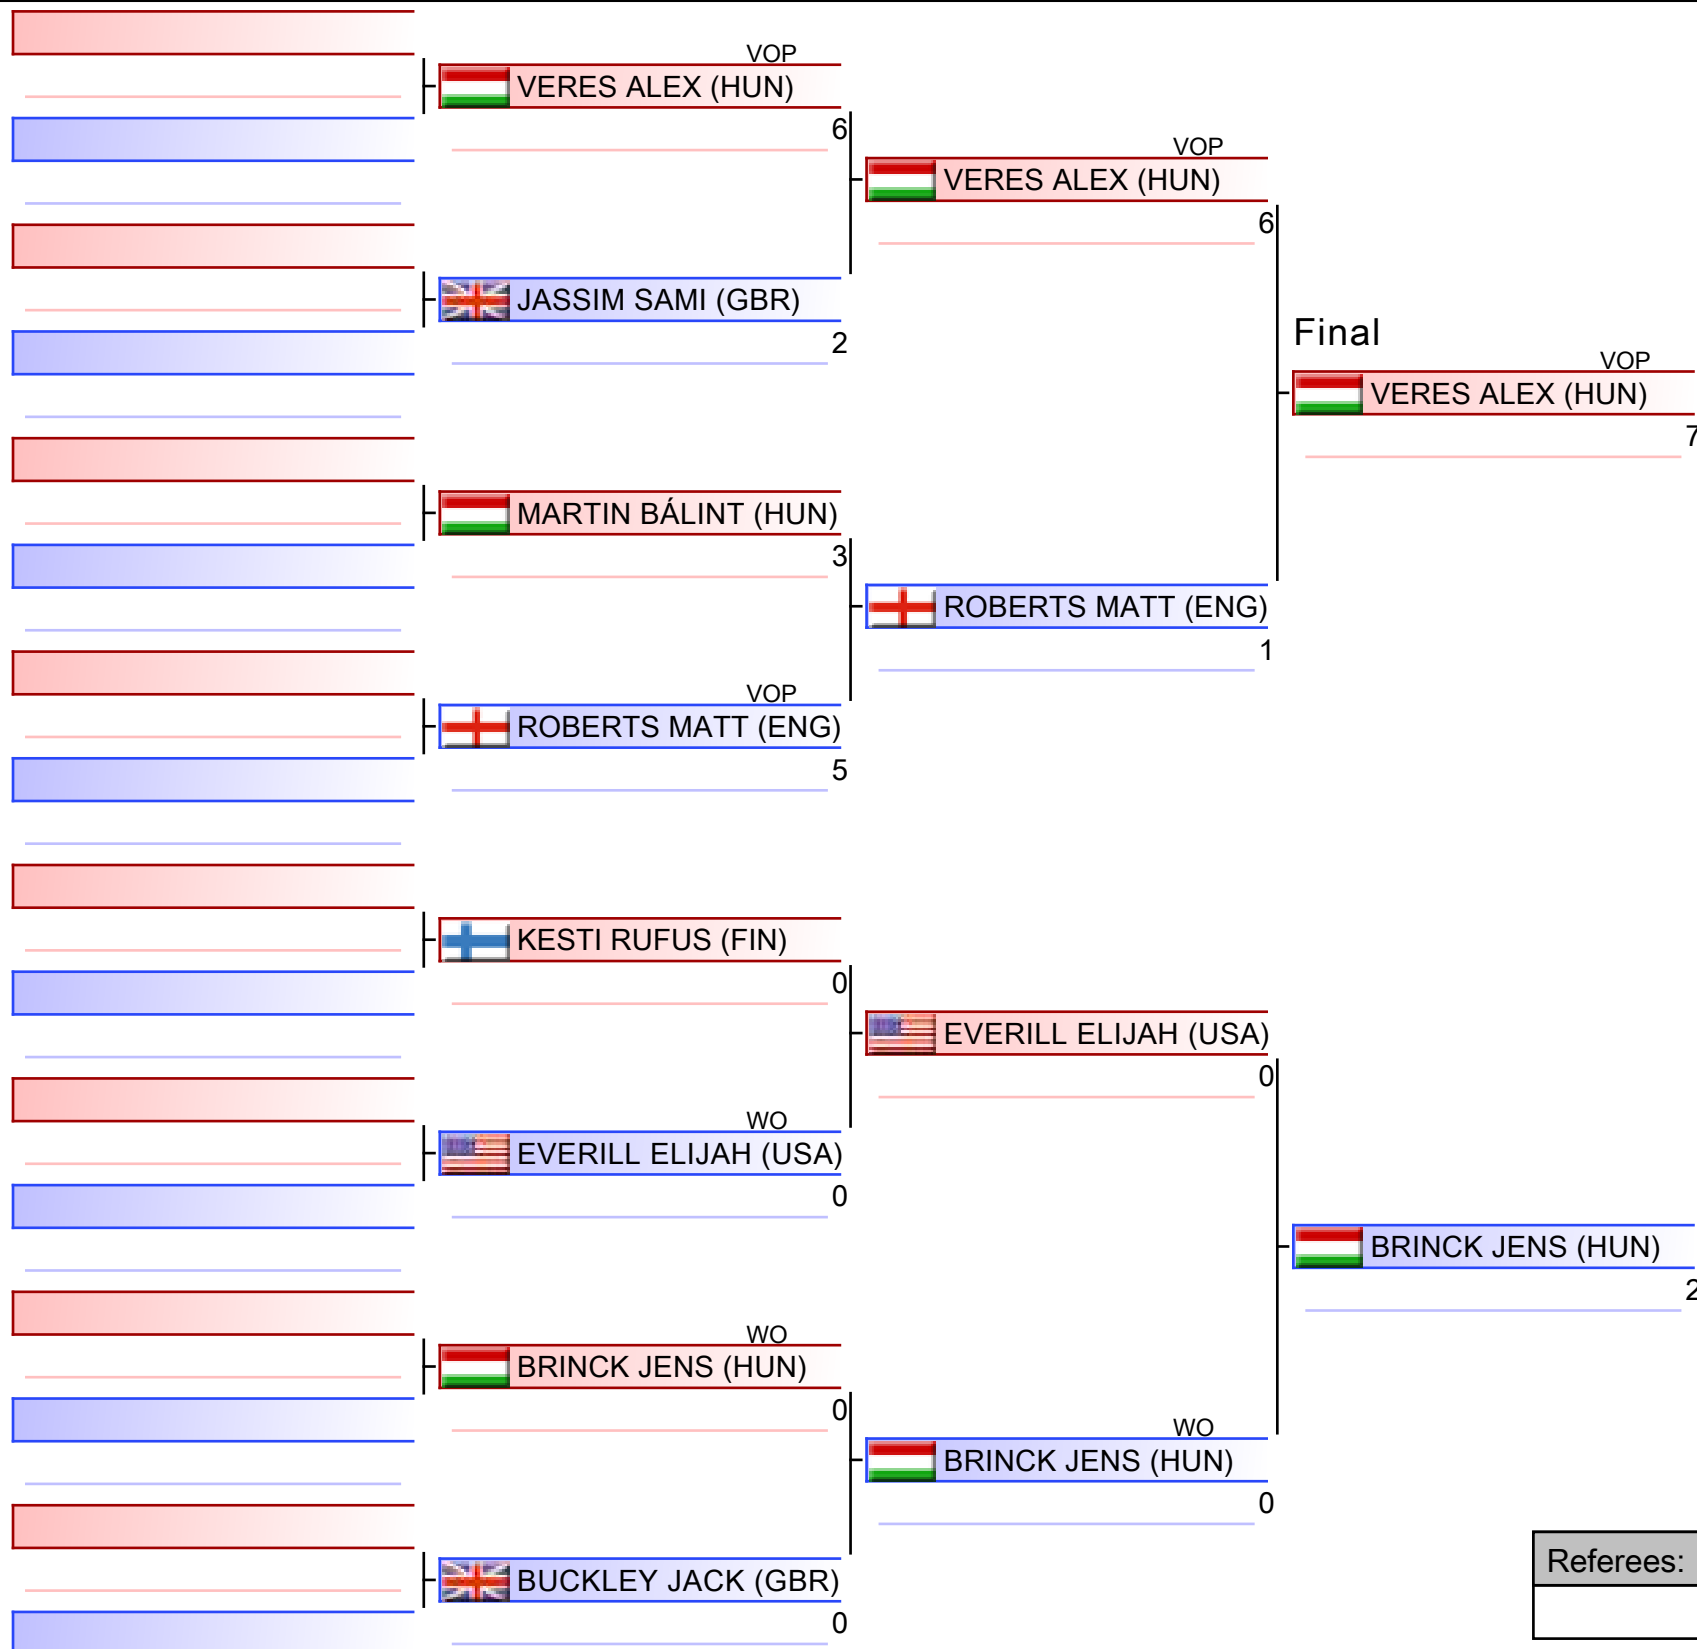 VOP
VERES ALEX (HUN)
6
JASSIM SAMI (GBR)
2
MARTIN BÁLINT (HUN)
3
VOP
ROBERTS MATT (ENG)
5
KESTI RUFUS (FIN)
0
WO
EVERILL ELIJAH (USA)
0
WO
BRINCK JENS (HUN)
0
BUCKLEY JACK (GBR)
0
VOP
VERES ALEX (HUN)
6
ROBERTS MATT (ENG)
1
EVERILL ELIJAH (USA)
0
WO
BRINCK JENS (HUN)
0
Final
VOP
VERES ALEX (HUN)
7
BRINCK JENS (HUN)
2
Referees: